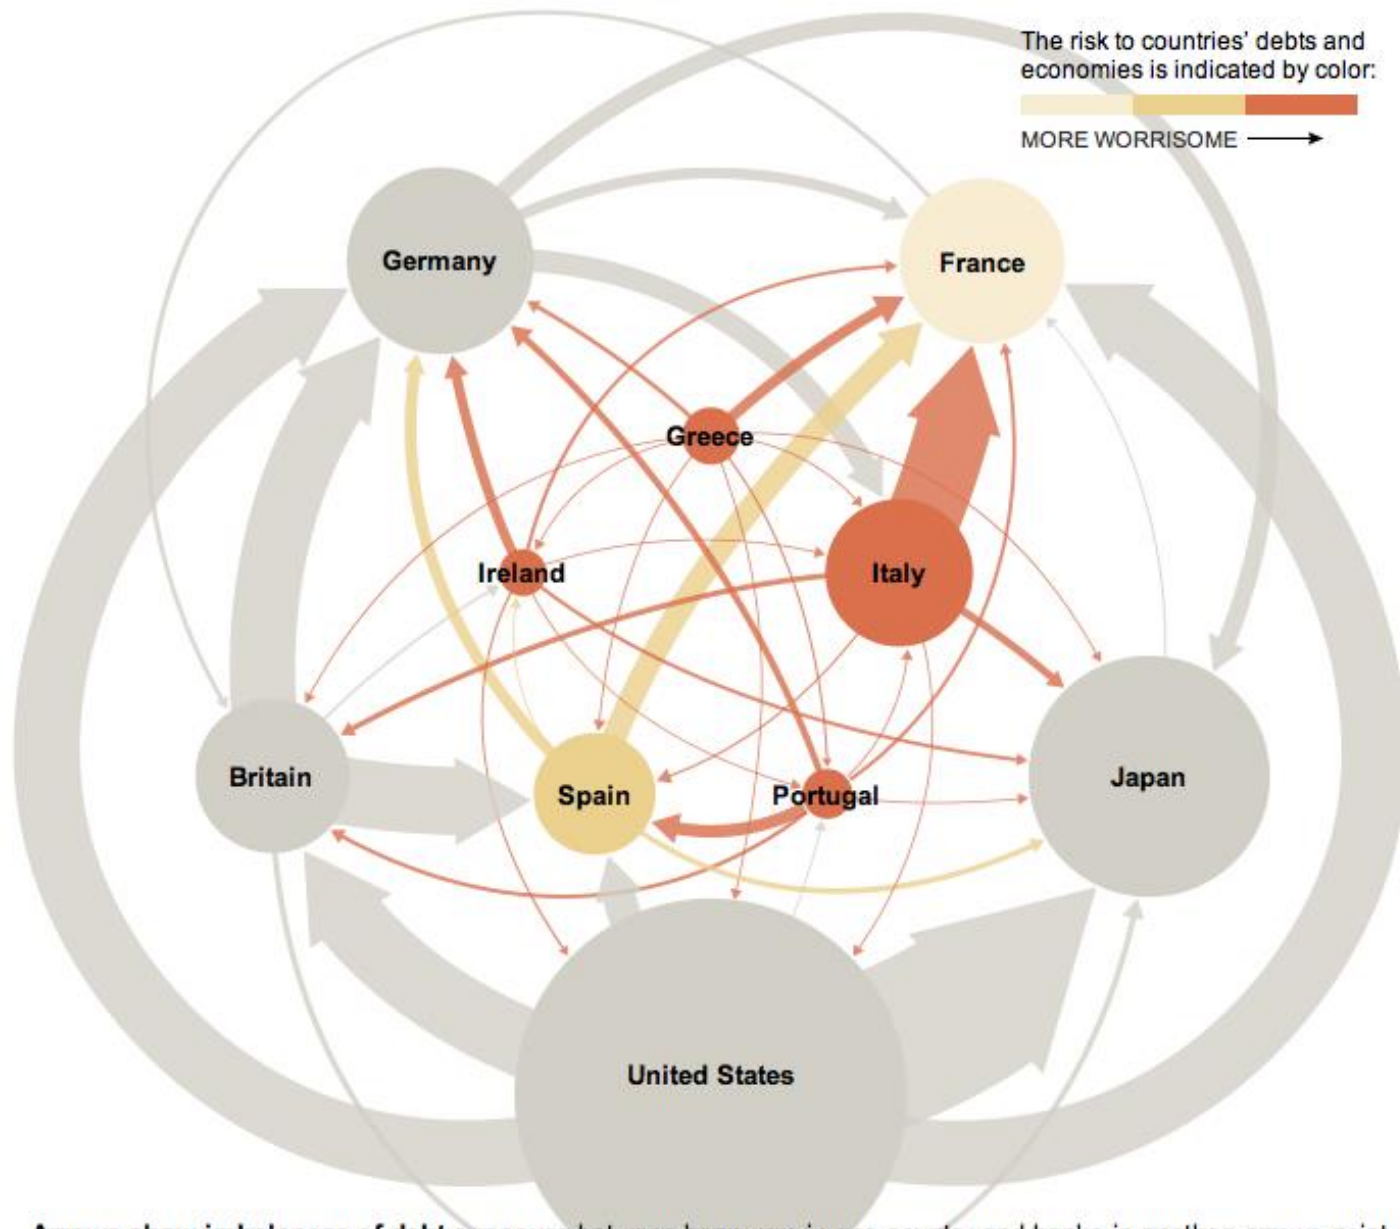 The risk to countries' debts and
economies is indicated by color:
MORE WORRISOME
Germany
France
Greece
Ireland
Italy
Britain
Spain
Portugal
Japan
United States